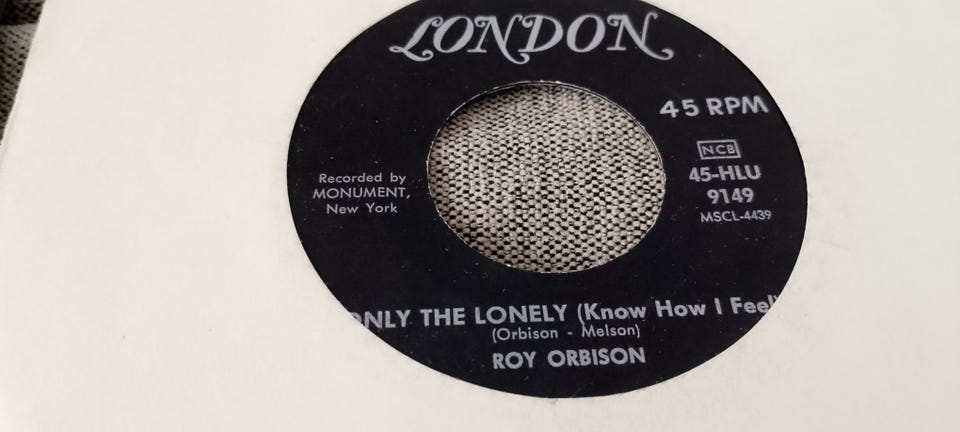 LONDON
45 RPM
NCB
45-HLU
9149
MSCL-4439
Recorded by
MONUMENT,
New York
ONLY THE LONELY (Know How I Feel)
(Orbison - Melson)
ROY ORBISON